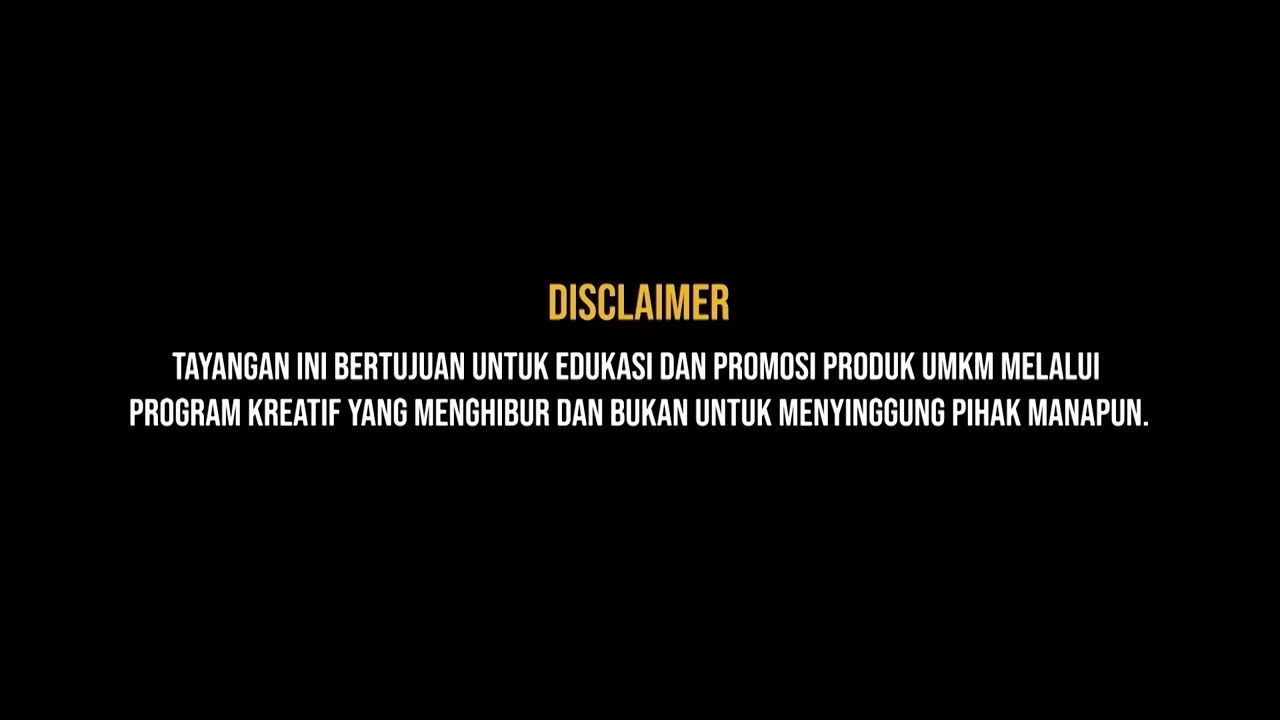 DISCLAIMER
TAYANGAN INI BERTUJUAN UNTUK EDUKASI DAN PROMOSI PRODUK UMKM MELALUI
PROGRAM KREATIF YANG MENGHIBUR DAN BUKAN UNTUK MENYINGGUNG PIHAK MANAPUN.